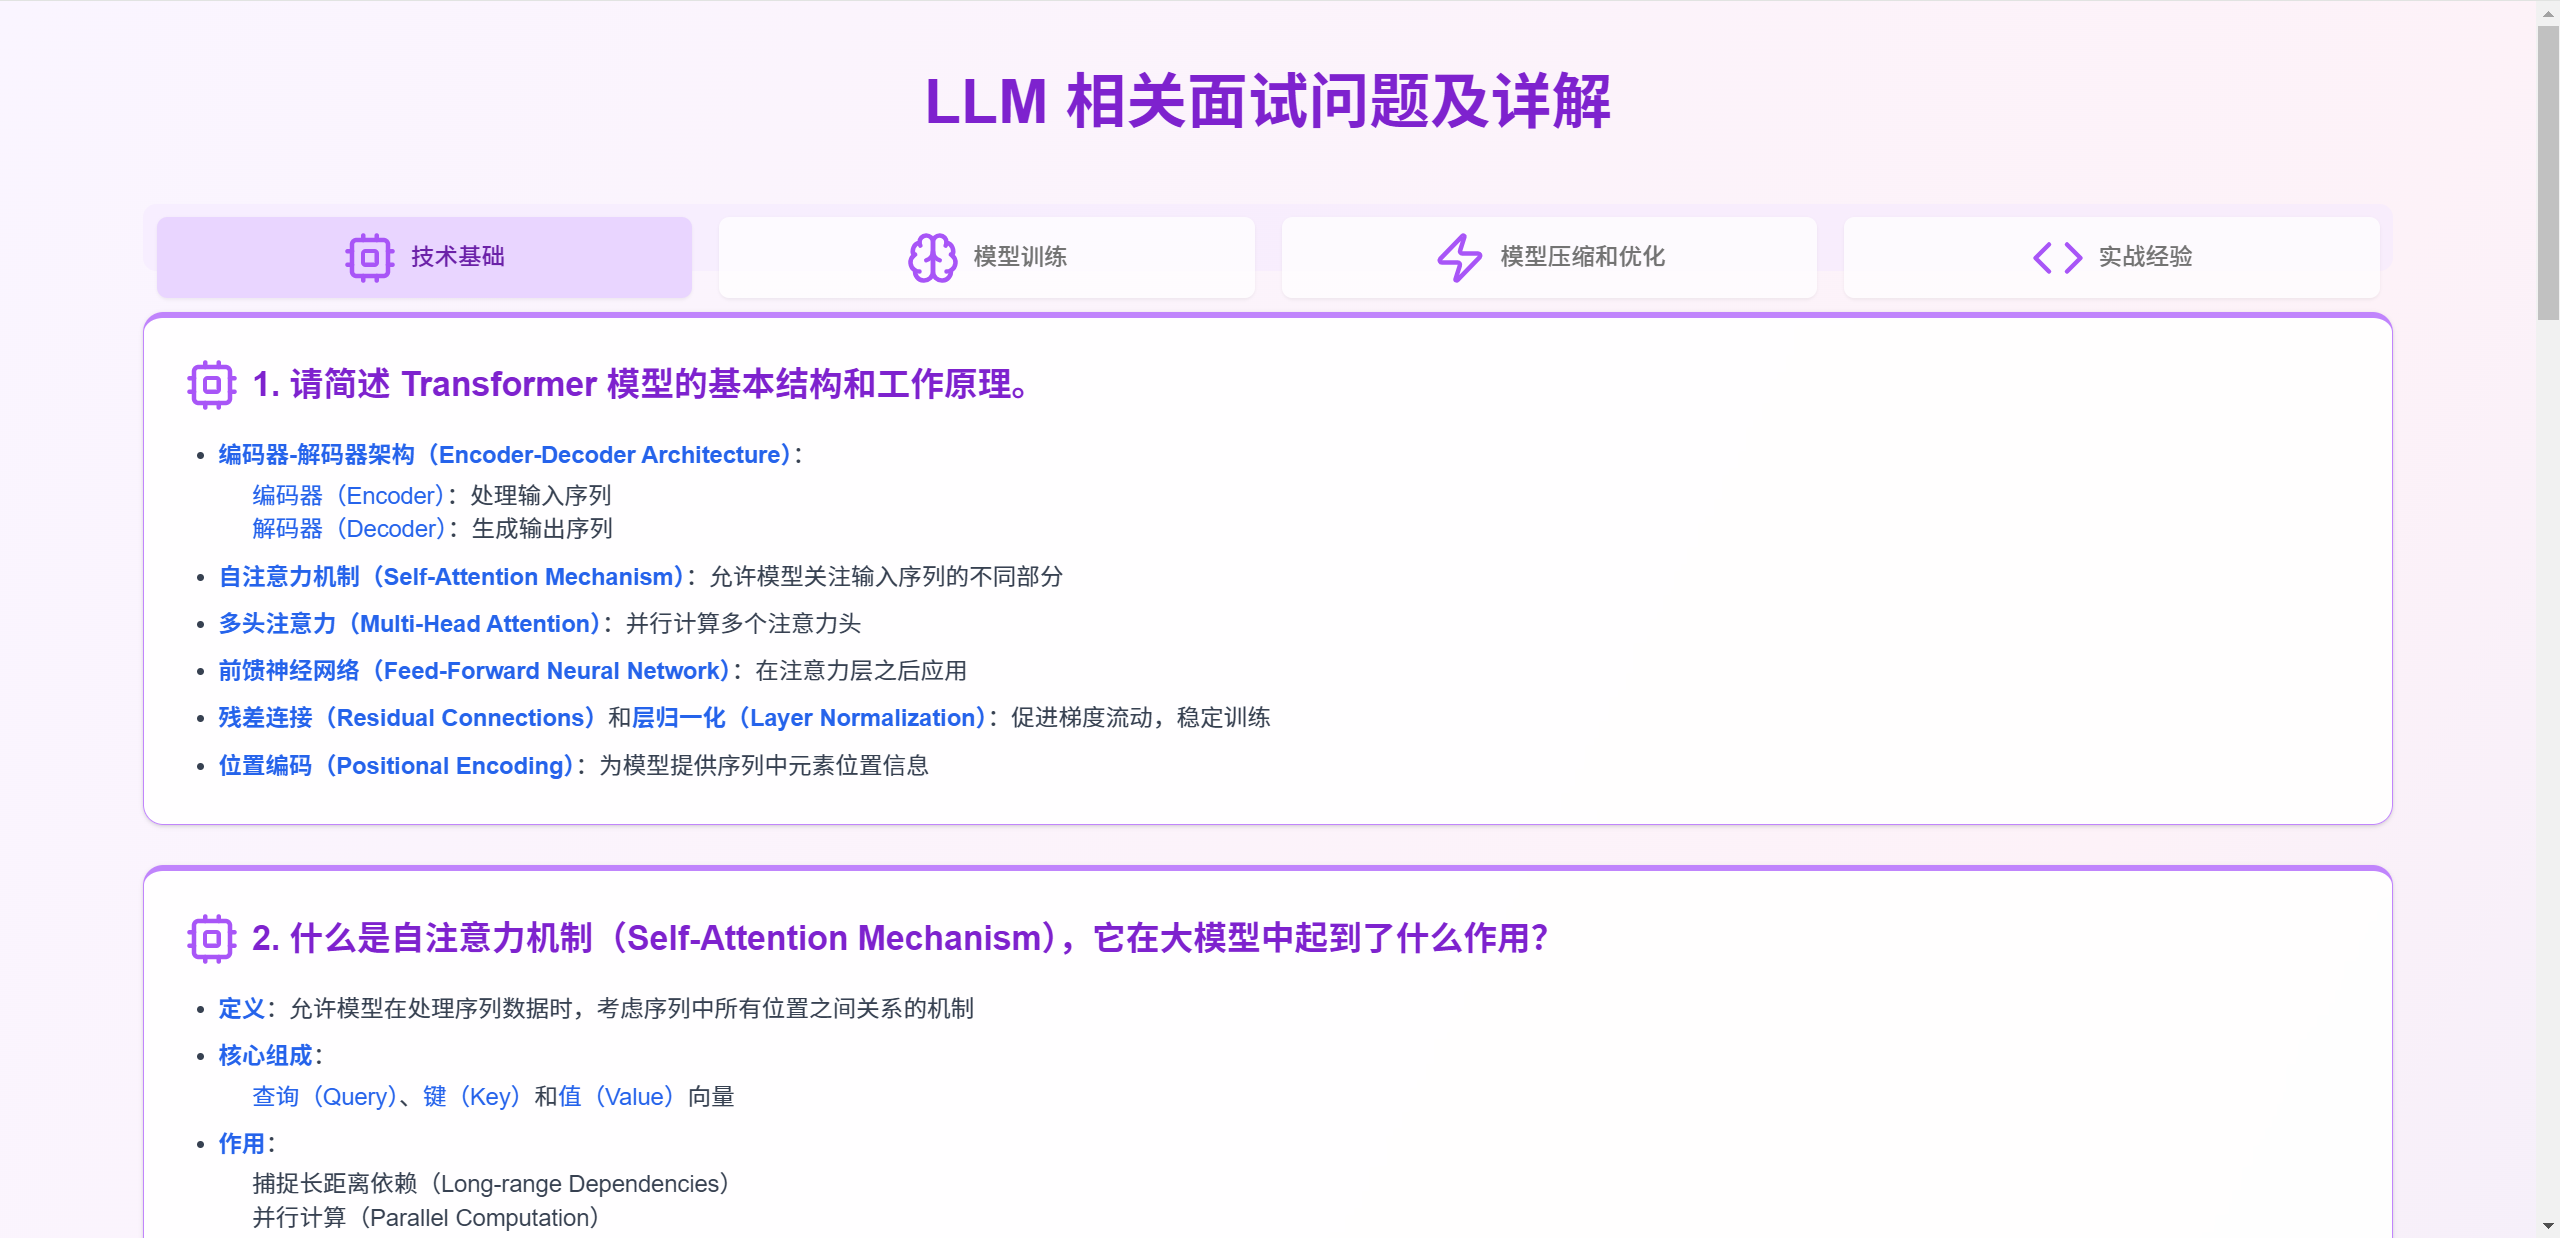 LLM 相关面试问题及详解
技术基础
模型训练
模型压缩和优化
实战经验
1. 请简述 Transformer 模型的基本结构和工作原理。
• 编码器-解码器架构（Encoder-Decoder Architecture）：
编码器（Encoder）：处理输入序列
解码器（Decoder）：生成输出序列
• 自注意力机制（Self-Attention Mechanism）：允许模型关注输入序列的不同部分
• 多头注意力（Multi-Head Attention）：并行计算多个注意力头
• 前馈神经网络（Feed-Forward Neural Network）：在注意力层之后应用
• 残差连接（Residual Connections）和层归一化（Layer Normalization）：促进梯度流动，稳定训练
• 位置编码（Positional Encoding）：为模型提供序列中元素位置信息
2. 什么是自注意力机制（Self-Attention Mechanism），它在大模型中起到了什么作用？
• 定义：允许模型在处理序列数据时，考虑序列中所有位置之间关系的机制
• 核心组成：
查询（Query）、键（Key）和值（Value）向量
• 作用：
捕捉长距离依赖（Long-range Dependencies）
并行计算（Parallel Computation）